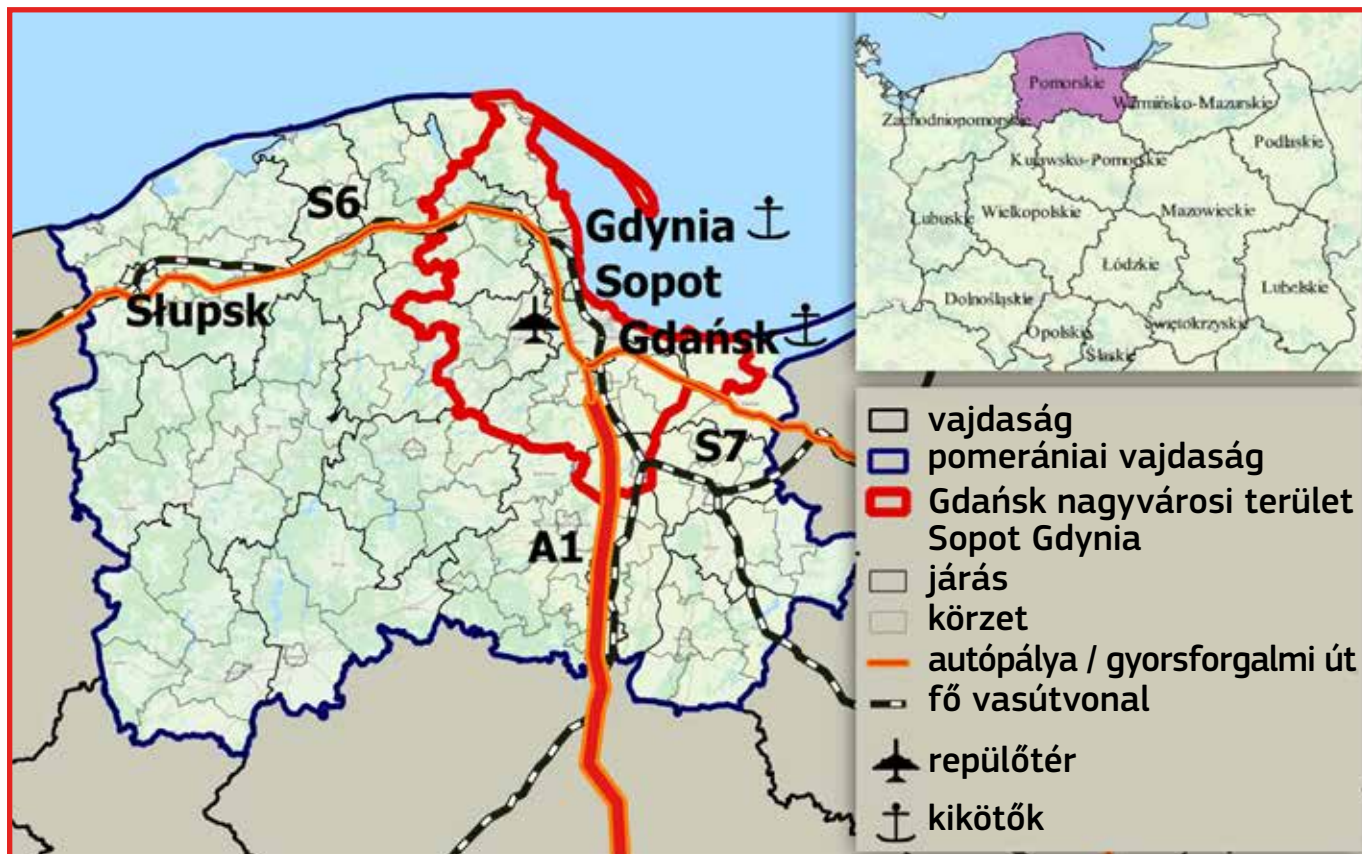 S6
Słupsk
Gdynia
Sopot
Gdańsk
S7
A1
Pomorskie
Zachodniopomorskie
Warmińsko-Mazurskie
Podlaskie
Kujawsko-Pomorskie
Lubuskie
Wielkopolskie
Mazowieckie
Łódzkie
Dolnośląskie
Lubelskie
Opolskie
Świętokrzyskie
Śląskie
vajdaság
pomerániai vajdaság
Gdańsk nagyvárosi terület
Sopot Gdynia
járás
körzet
autópálya / gyorsforgalmi út
fő vasútvonal
repülőtér
kikötők